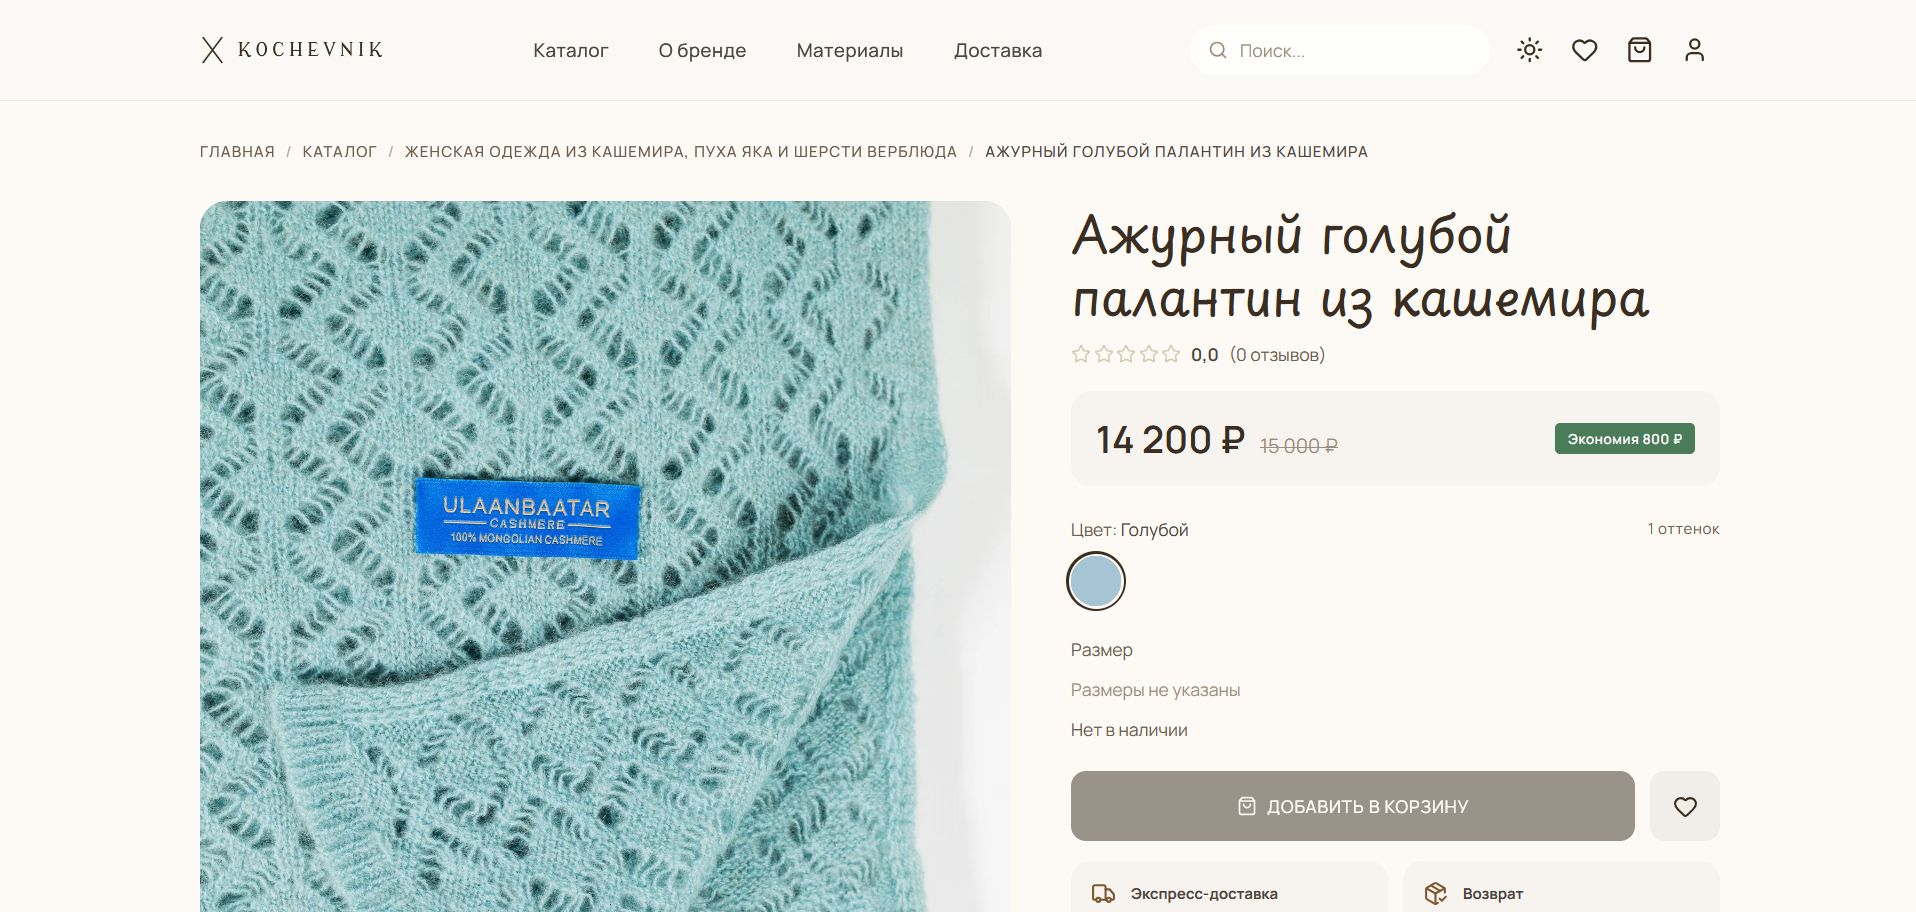 KOCHEVNIK
Каталог
О бренде
Материалы
Доставка
Поиск...
ГЛАВНАЯ / КАТАЛОГ / ЖЕНСКАЯ ОДЕЖДА ИЗ КАШЕМИРА, ПУХА ЯКА И ШЕРСТИ ВЕРБЛЮДА / АЖУРНЫЙ ГОЛУБОЙ ПАЛАНТИН ИЗ КАШЕМИРА
ULAANBAATAR
CASHMERE
100% MONGOLIAN CASHMERE
Ажурный голубой
палантин из кашемира
0,0 (0 отзывов)
14 200 ₽ 15 000 ₽
Экономия 800 ₽
Цвет: Голубой
1 оттенок
Размер
Размеры не указаны
Нет в наличии
ДОБАВИТЬ В КОРЗИНУ
Экспресс-доставка
Возврат